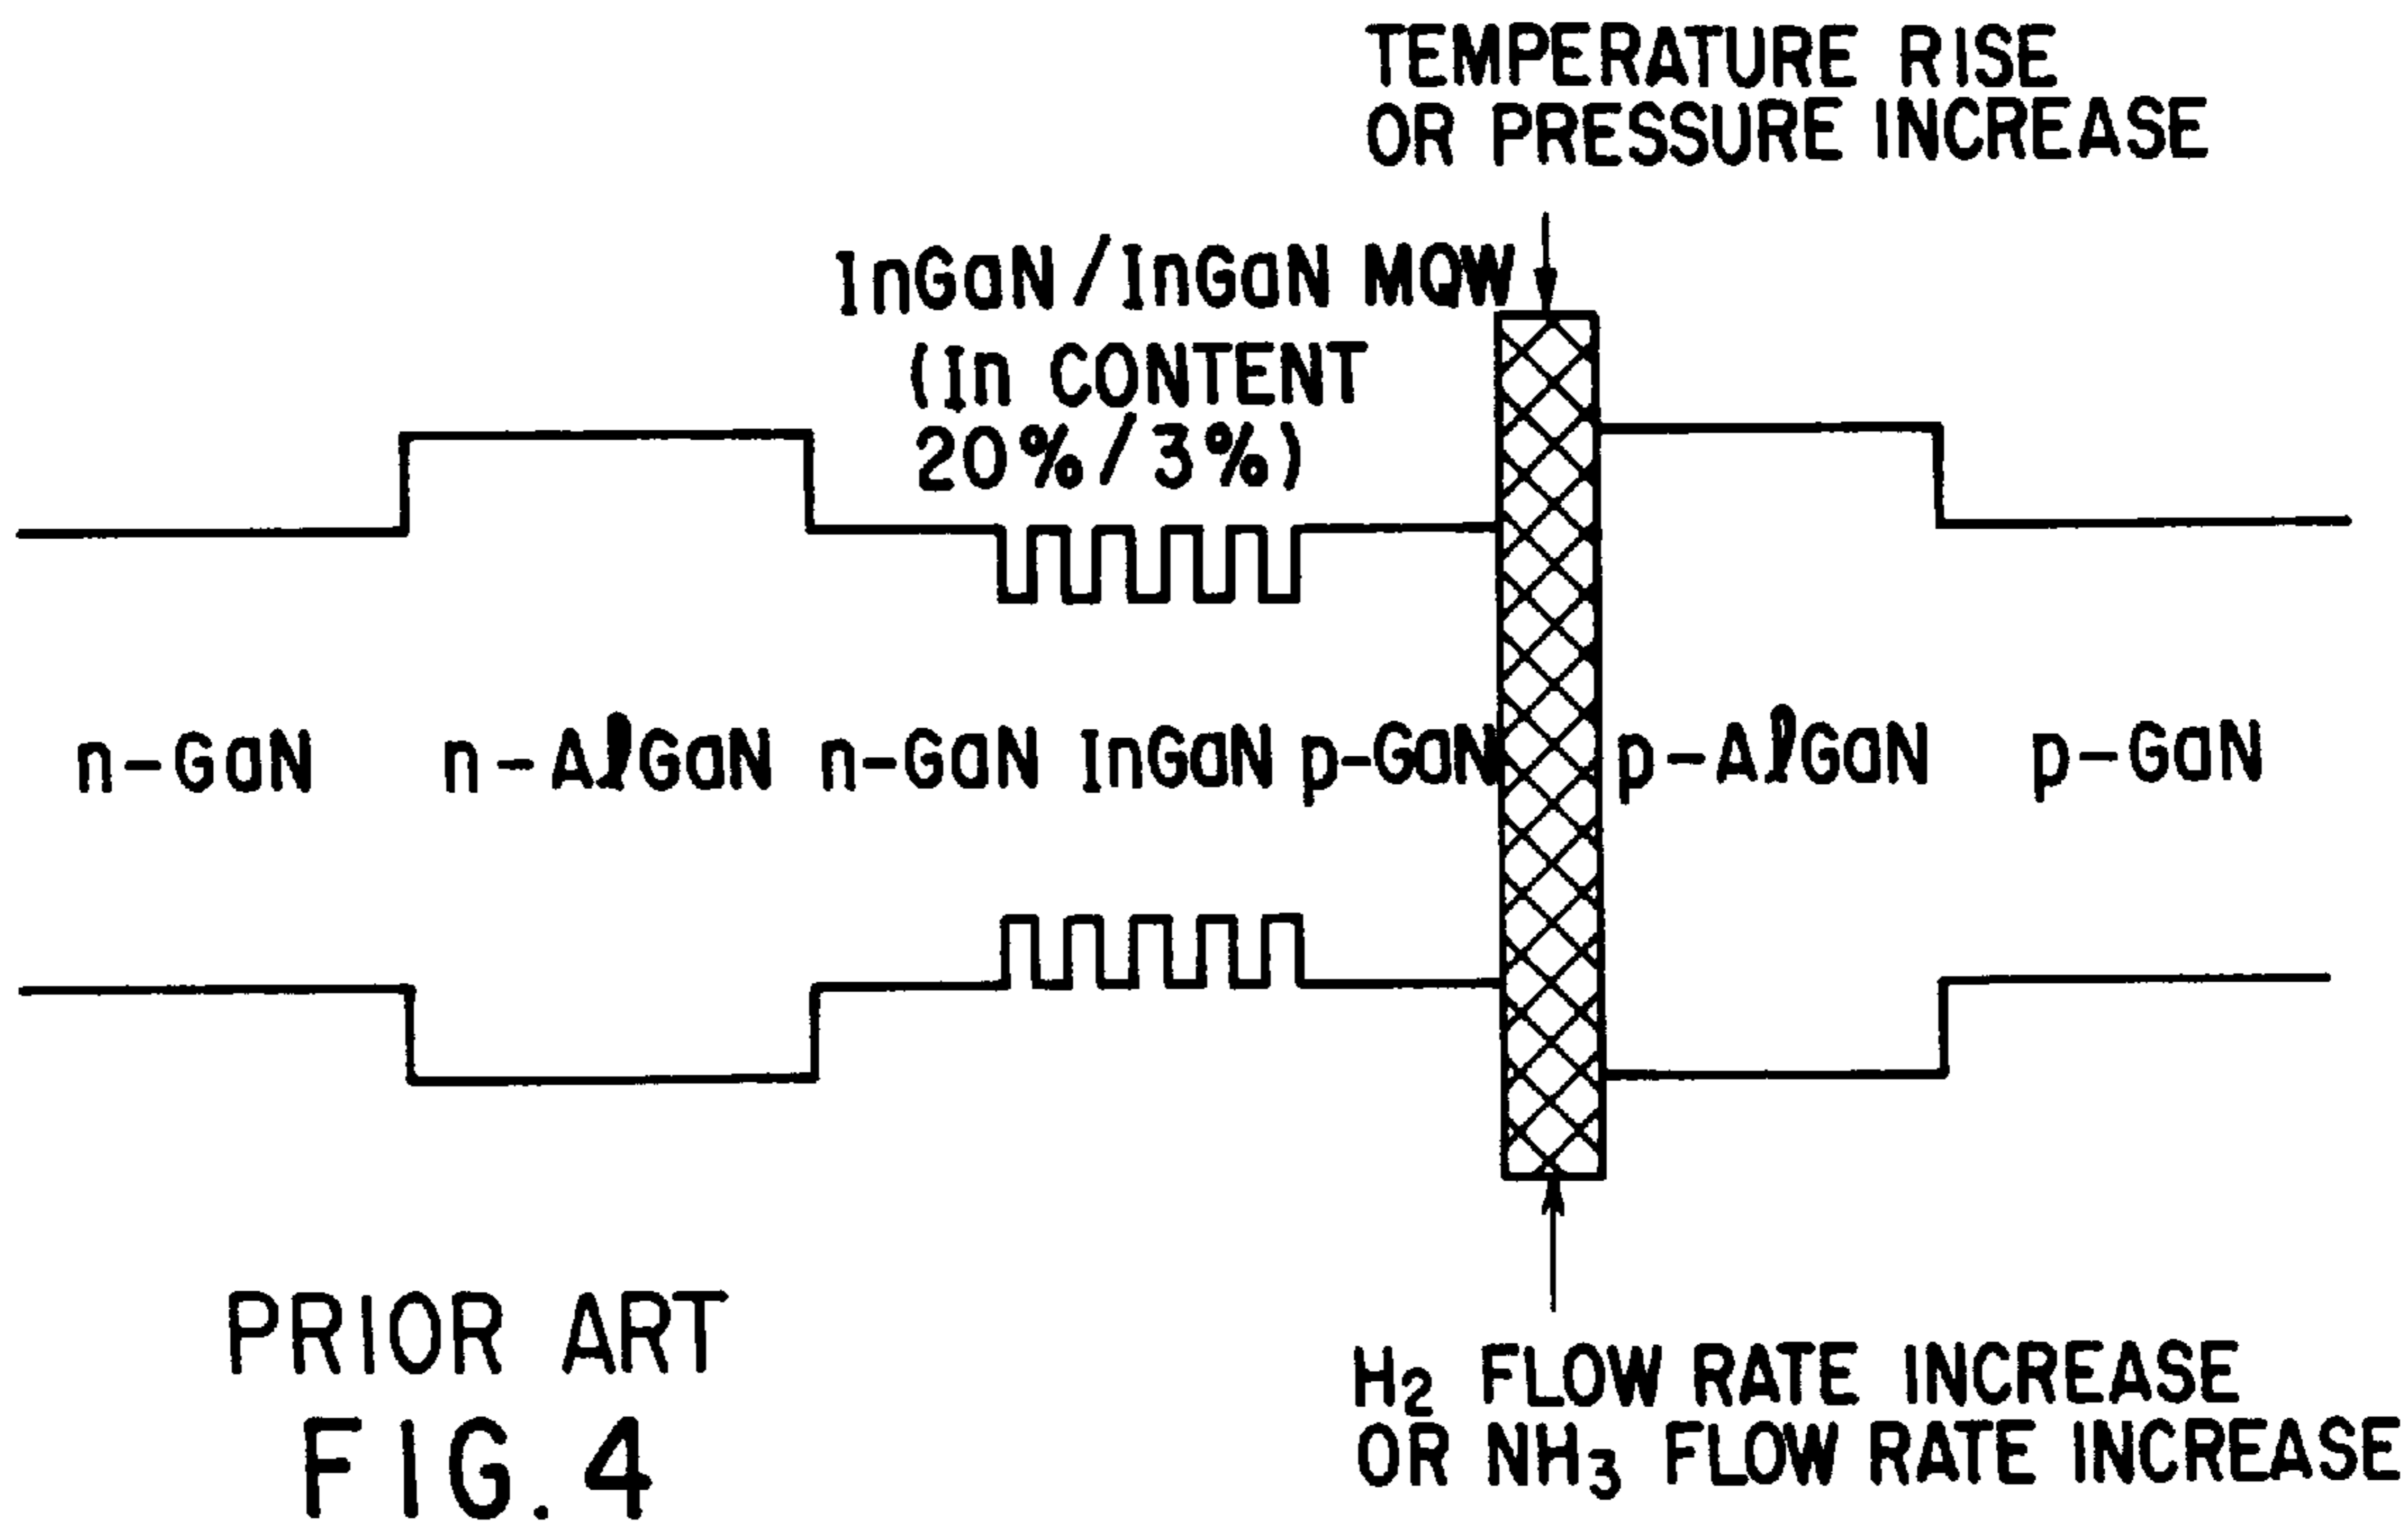 TEMPERATURE RISE
OR PRESSURE INCREASE
InGaN/InGaN MQW
(In CONTENT
20%/3%)
n-GaN n-AlGaN n-GaN InGaN p-GaN p-AlGaN p-GaN
PRIOR ART
FIG.4
H2 FLOW RATE INCREASE
OR NH3 FLOW RATE INCREASE